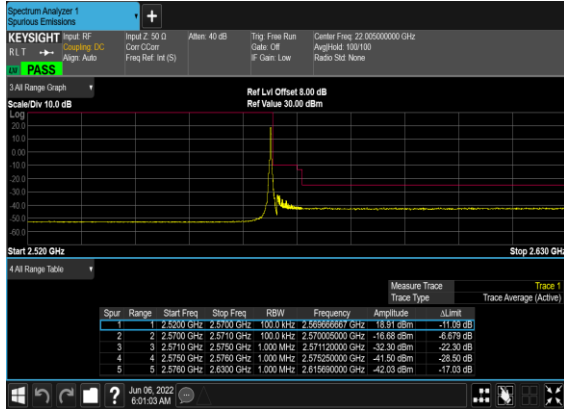 Spectrum Analyzer 1
Spurious Emissions
KEYSIGHT Input: RF Input Z: 50 Ω Atten: 40 dB Trig: Free Run Center Freq: 22.005000000 GHz
RLT Coupling: DC Corr CCorr Gate: Off Avg|Hold: 100/100
Align: Auto Freq Ref: Int (S) IF Gain: Low Radio Std: None
PASS
3 All Range Graph Ref Lvl Offset 8.00 dB
Scale/Div 10.0 dB Ref Value 30.00 dBm
Log
20.0
10.0
0.00
-10.0
-20.0
-30.0
-40.0
-50.0
-60.0
Start 2.520 GHz Stop 2.630 GHz
4 All Range Table
Measure Trace Trace 1
Trace Type Trace Average (Active)
Spur Range Start Freq Stop Freq RBW Frequency Amplitude ΔLimit
1 1 2.5200 GHz 2.5700 GHz 100.0 kHz 2.569666667 GHz 18.91 dBm -11.09 dB
2 2 2.5700 GHz 2.5710 GHz 100.0 kHz 2.570005000 GHz -16.68 dBm -6.679 dB
3 3 2.5710 GHz 2.5750 GHz 1.000 MHz 2.571120000 GHz -32.30 dBm -22.30 dB
4 4 2.5750 GHz 2.5760 GHz 1.000 MHz 2.575250000 GHz -41.50 dBm -28.50 dB
5 5 2.5760 GHz 2.6300 GHz 1.000 MHz 2.615690000 GHz -42.03 dBm -17.03 dB
? Jun 06, 2022
6:01:03 AM